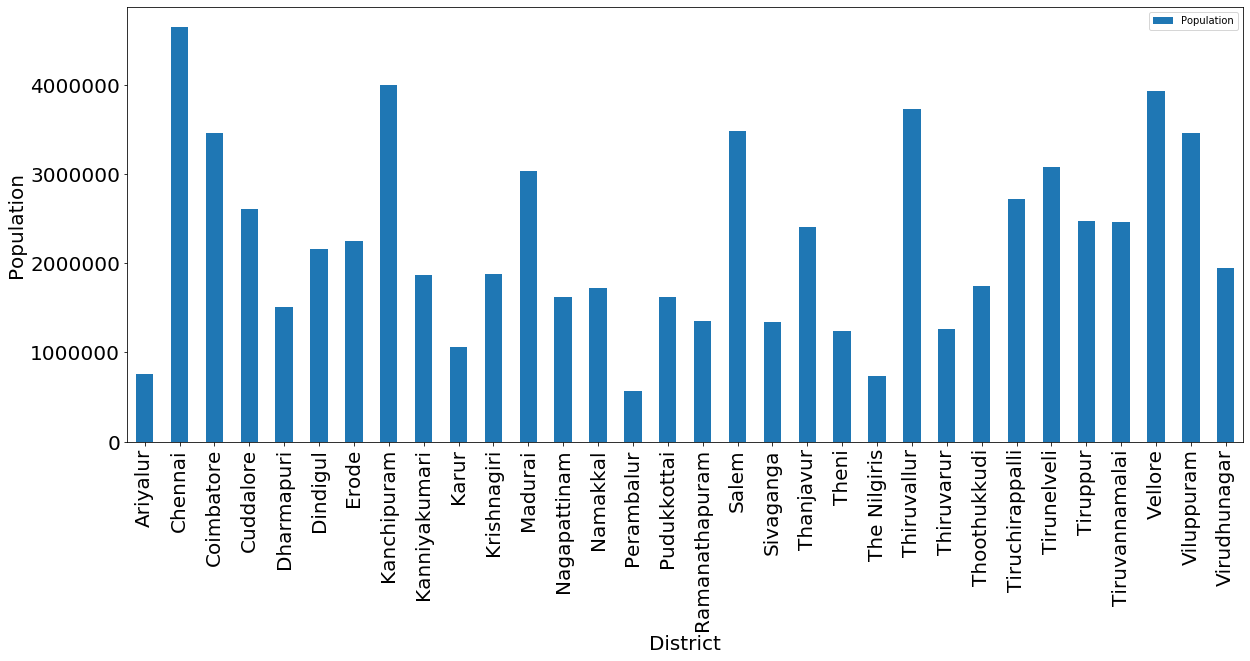 Population
Population
4000000
3000000
2000000
1000000
0
Ariyalur
Chennai
Coimbatore
Cuddalore
Dharmapuri
Dindigul
Erode
Kanchipuram
Kanniyakumari
Karur
Krishnagiri
Madurai
Nagapattinam
Namakkal
Perambalur
Pudukkottai
Ramanathapuram
Salem
Sivaganga
Thanjavur
Theni
The Nilgiris
Thiruvallur
Thiruvarur
Thoothukkudi
Tiruchirappalli
Tirunelveli
Tiruppur
Tiruvannamalai
Vellore
Viluppuram
Virudhunagar
District